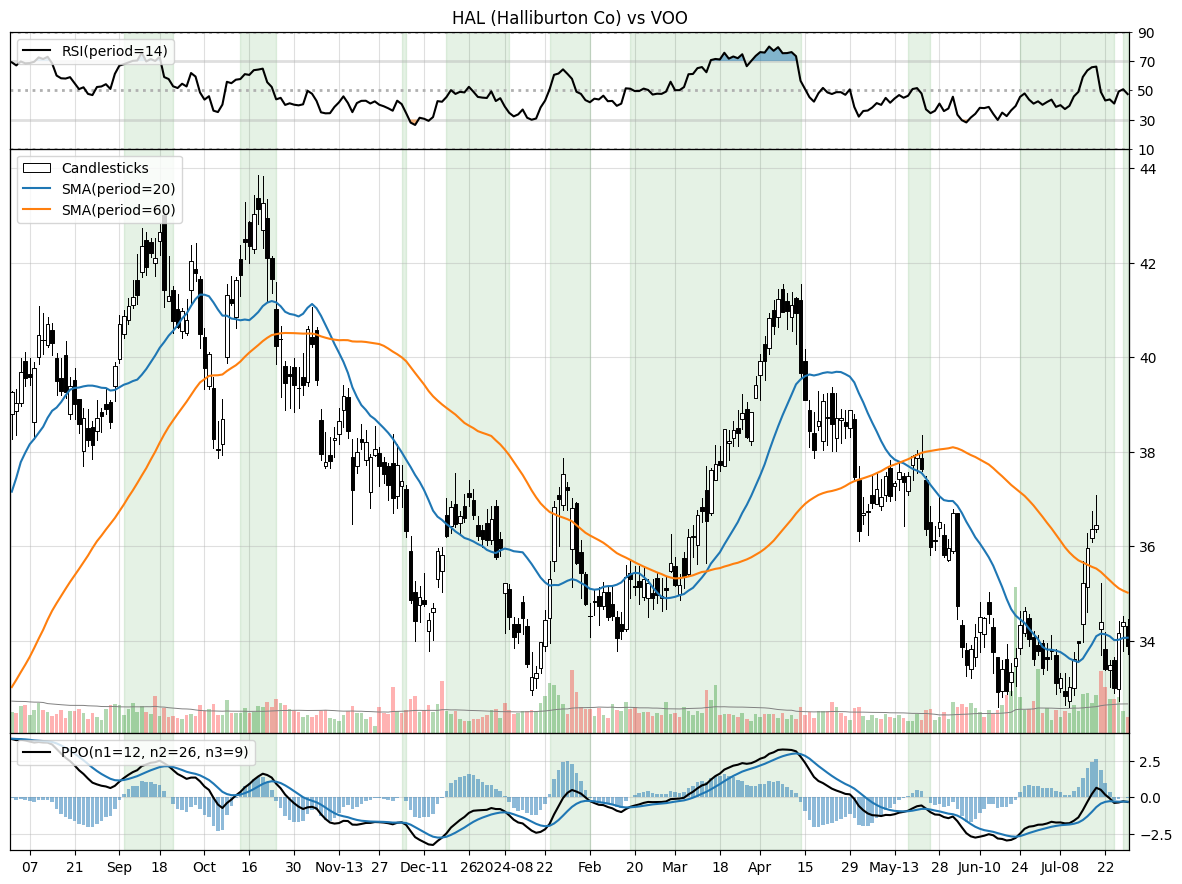 HAL (Halliburton Co) vs VOO
RSI(period=14)
90
70
50
30
10
Candlesticks
SMA(period=20)
SMA(period=60)
44
42
40
38
36
34
PPO(n1=12, n2=26, n3=9)
2.5
0.0
−2.5
07 21 Sep 18 Oct 16 30 Nov-13 27 Dec-11 26 2024-08 22 Feb 20 Mar 18 Apr 15 29 May-13 28 Jun-10 24 Jul-08 22